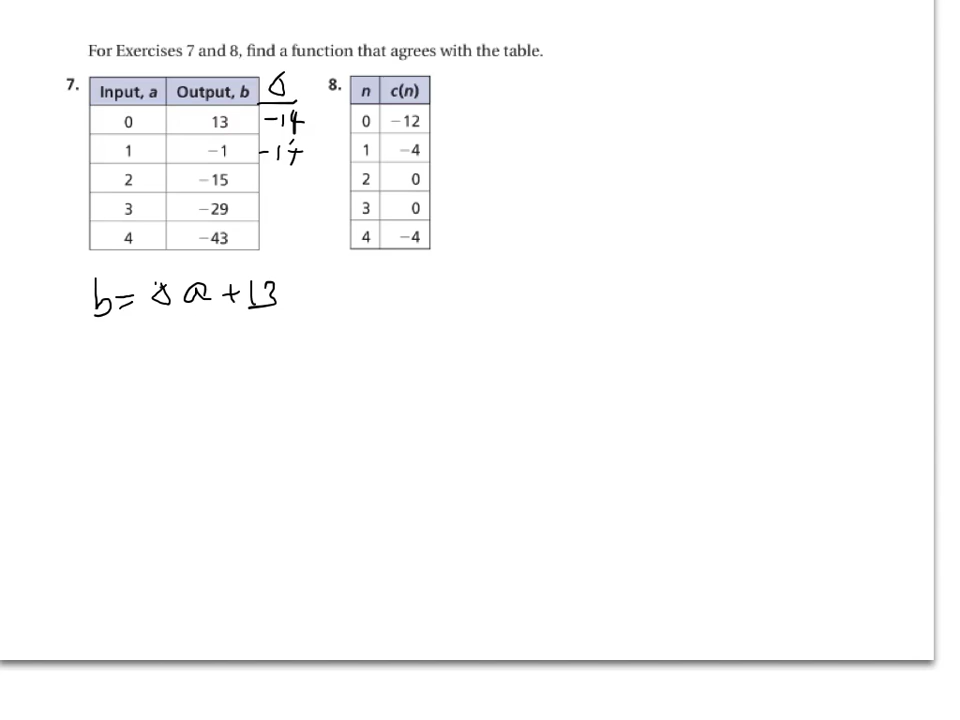 For Exercises 7 and 8, find a function that agrees with the table.
7.
Input, a Output, b Δ
0 13 -14
1 -1 -14
2 -15
3 -29
4 -43
8.
n c(n)
0 -12
1 -4
2 0
3 0
4 -4
b= a +13